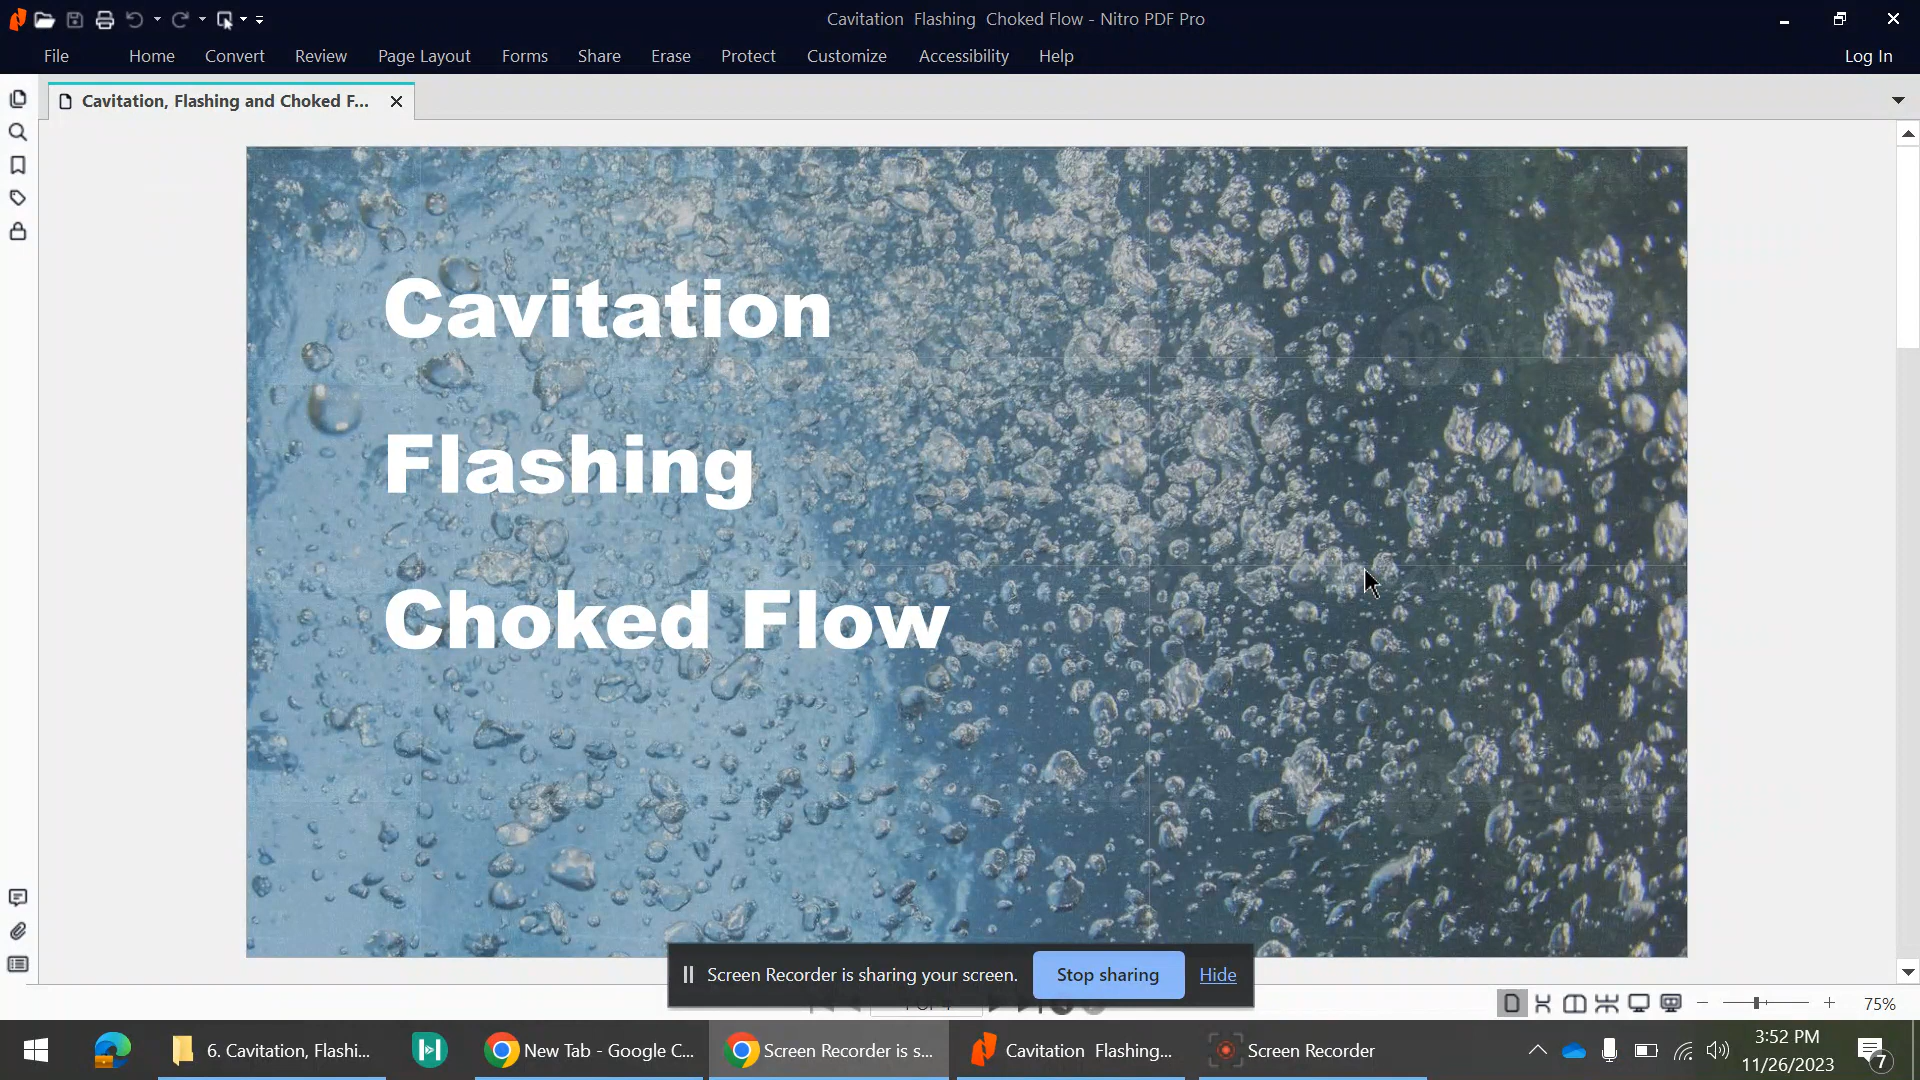 Cavitation  Flashing  Choked Flow - Nitro PDF Pro
File Home Convert Review Page Layout Forms Share Erase Protect Customize Accessibility Help Log In
Cavitation, Flashing and Choked F...
Cavitation
Flashing
Choked Flow
Screen Recorder is sharing your screen. Stop sharing Hide
75%
6. Cavitation, Flashi... New Tab - Google C... Screen Recorder is s... Cavitation  Flashing... Screen Recorder
3:52 PM
11/26/2023
7